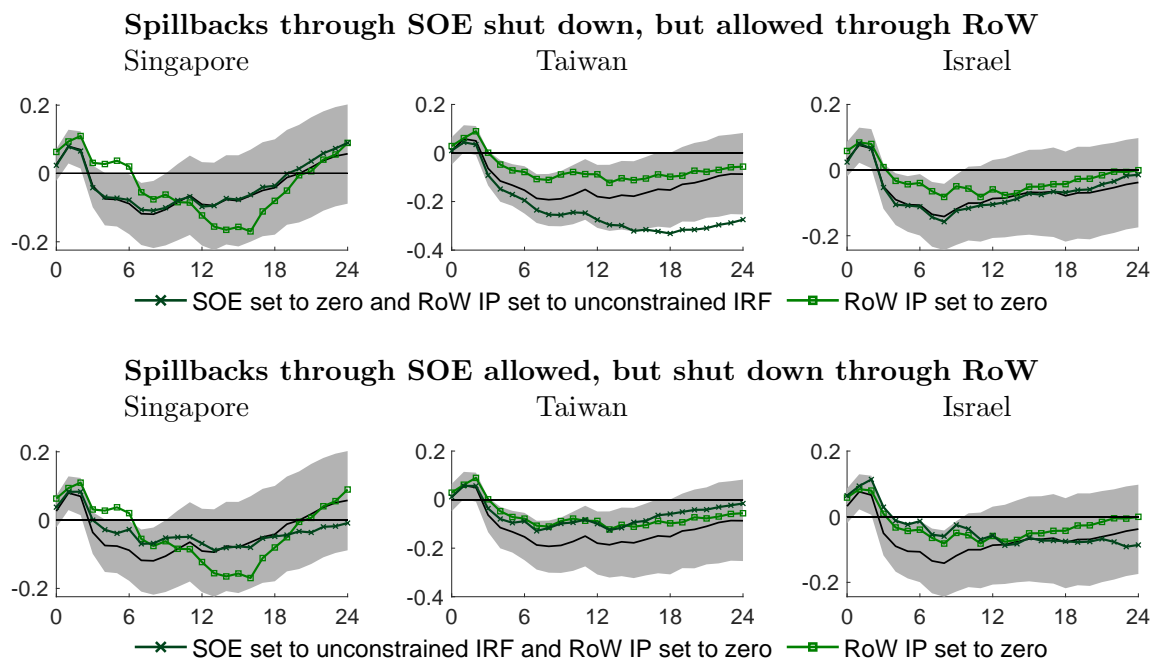 Spillbacks through SOE shut down, but allowed through RoW
Singapore Taiwan Israel
0.2 0.2 0.2
0 0 0
-0.2 -0.2 -0.2
-0.4
0 6 12 18 24 0 6 12 18 24 0 6 12 18 24
SOE set to zero and RoW IP set to unconstrained IRF RoW IP set to zero
Spillbacks through SOE allowed, but shut down through RoW
Singapore Taiwan Israel
0.2 0.2 0.2
0 0 0
-0.2 -0.2 -0.2
-0.4
0 6 12 18 24 0 6 12 18 24 0 6 12 18 24
SOE set to unconstrained IRF and RoW IP set to zero RoW IP set to zero